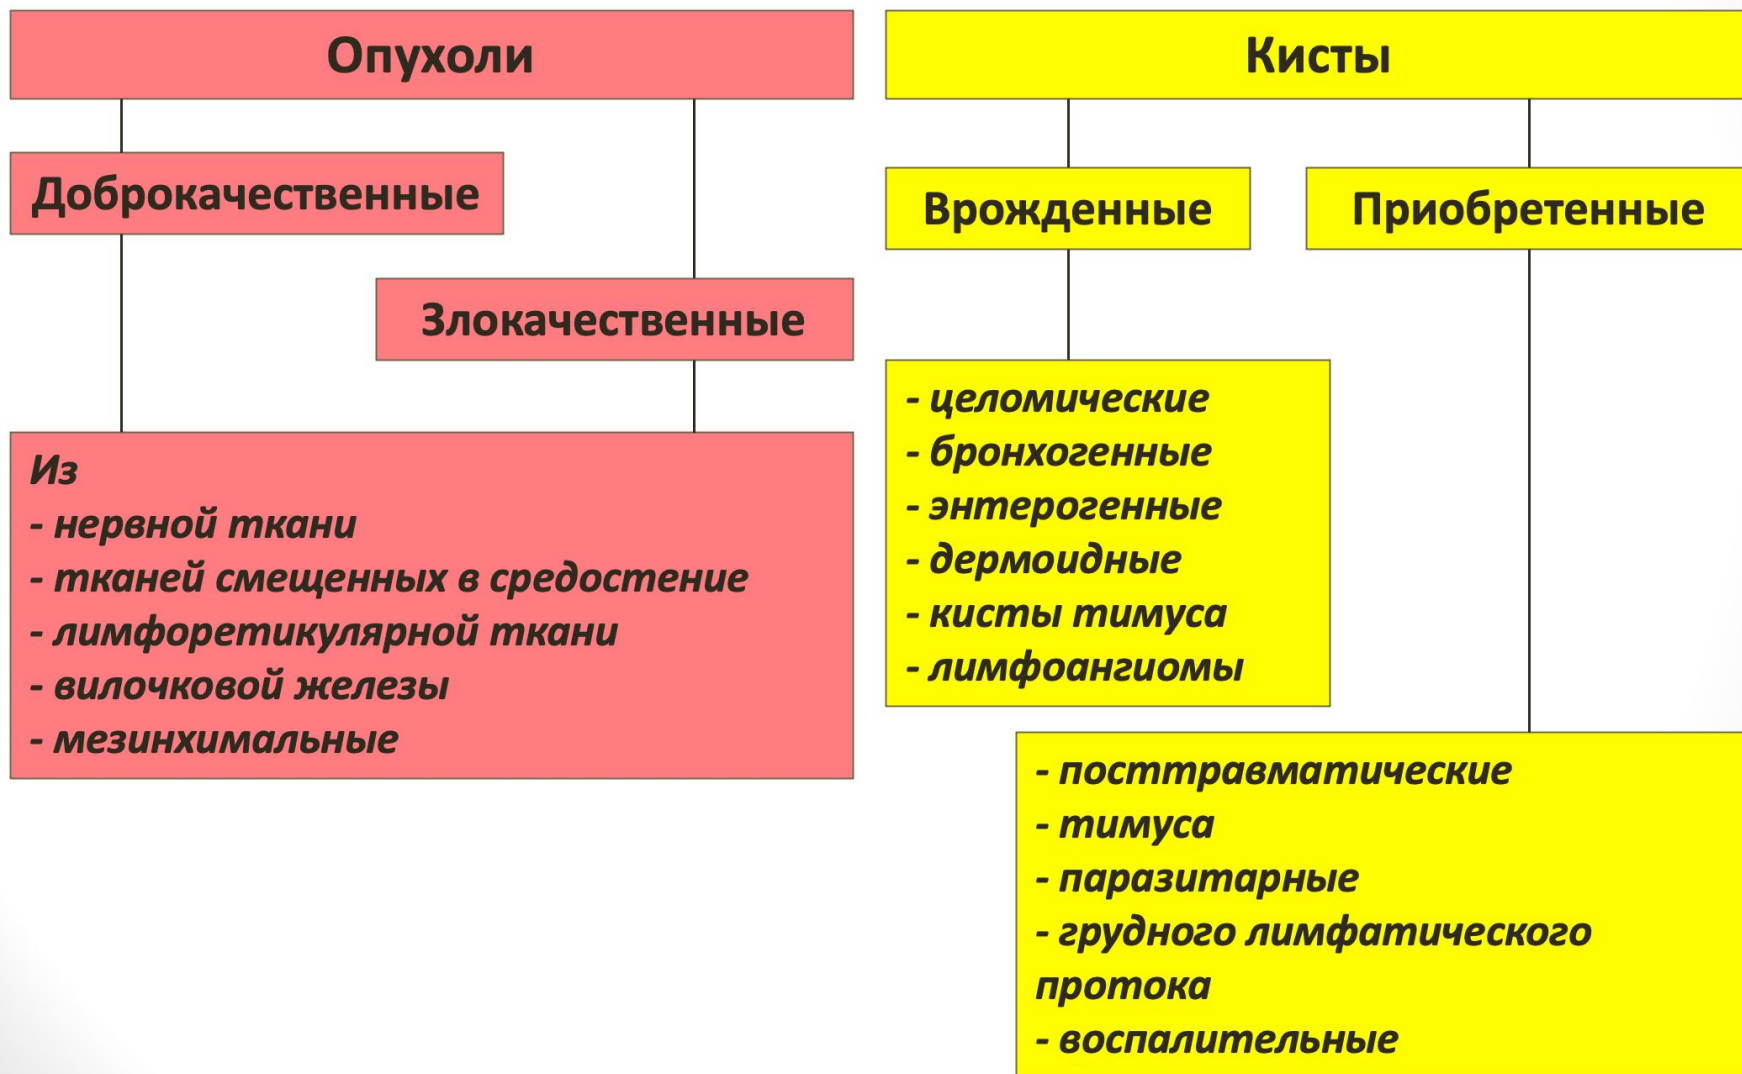 Опухоли
Доброкачественные
Злокачественные
Из
- нервной ткани
- тканей смещенных в средостение
- лимфоретикулярной ткани
- вилочковой железы
- мезинхимальные
Кисты
Врожденные
Приобретенные
- целомические
- бронхогенные
- энтерогенные
- дермоидные
- кисты тимуса
- лимфоангиомы
- посттравматические
- тимуса
- паразитарные
- грудного лимфатического
протока
- воспалительные